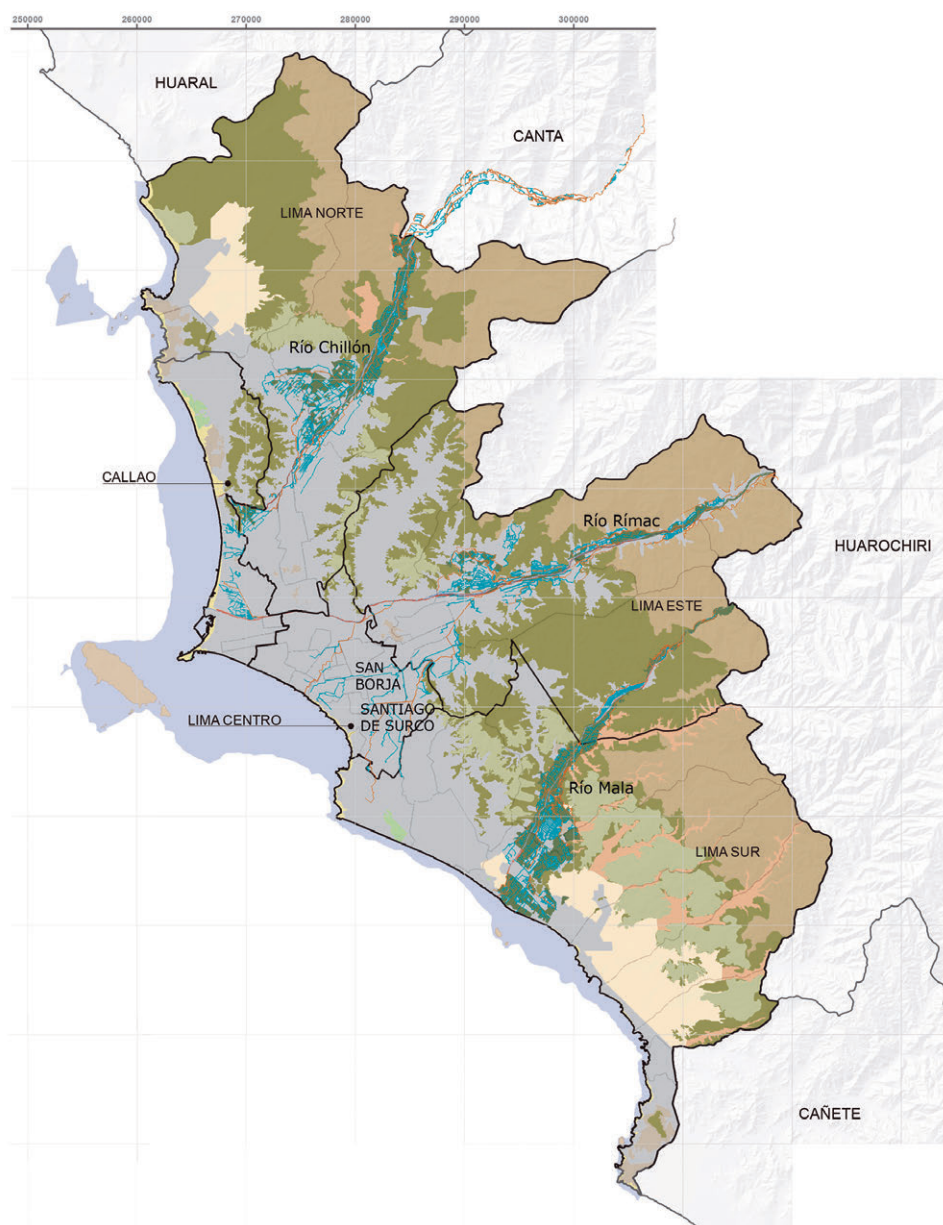 250000 260000 270000 280000 290000 300000
HUARAL
CANTA
LIMA NORTE
Río Chillón
CALLAO
Río Rímac
HUAROCHIRI
LIMA ESTE
SAN
BORJA
SANTIAGO
DE SURCO
LIMA CENTRO
Río Mala
LIMA SUR
CAÑETE